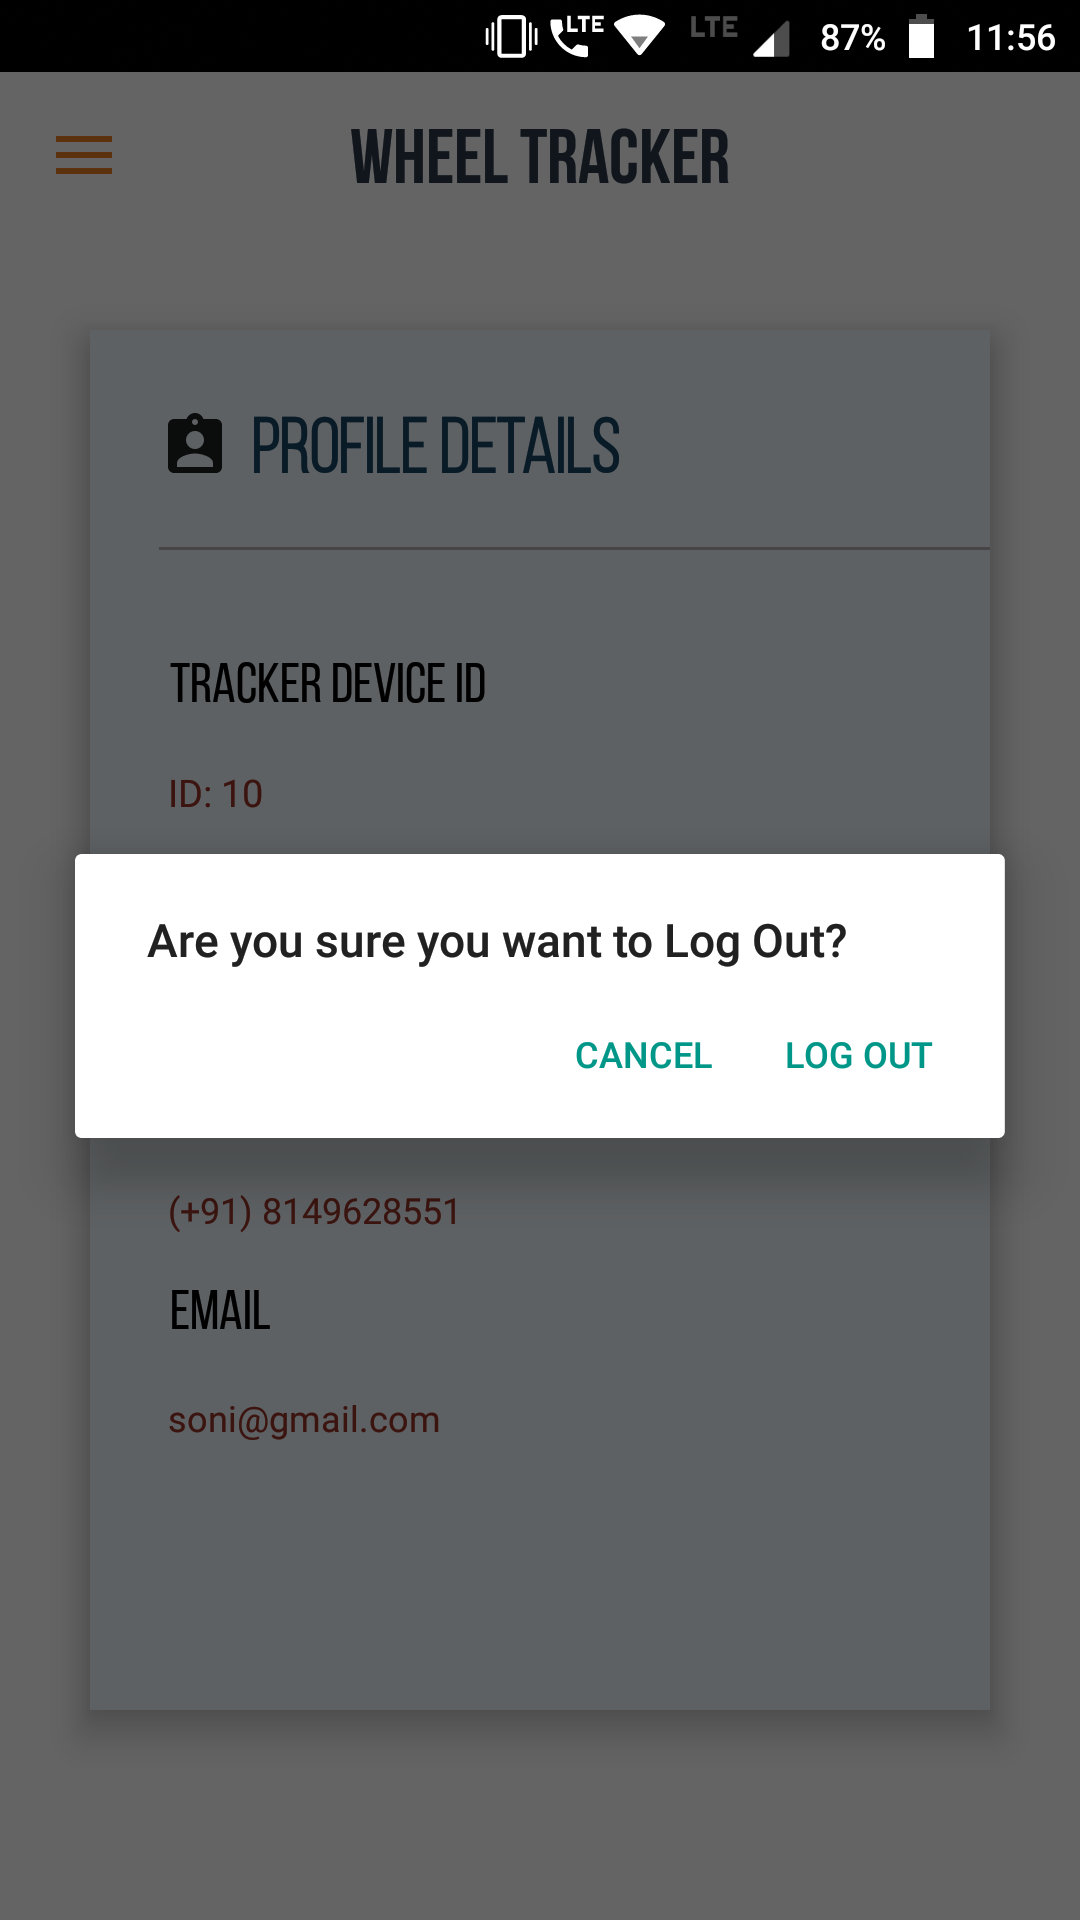 LTE LTE 87% 11:56
WHEEL TRACKER
PROFILE DETAILS
TRACKER DEVICE ID
ID: 10
Are you sure you want to Log Out?
CANCEL LOG OUT
(+91) 8149628551
EMAIL
soni@gmail.com